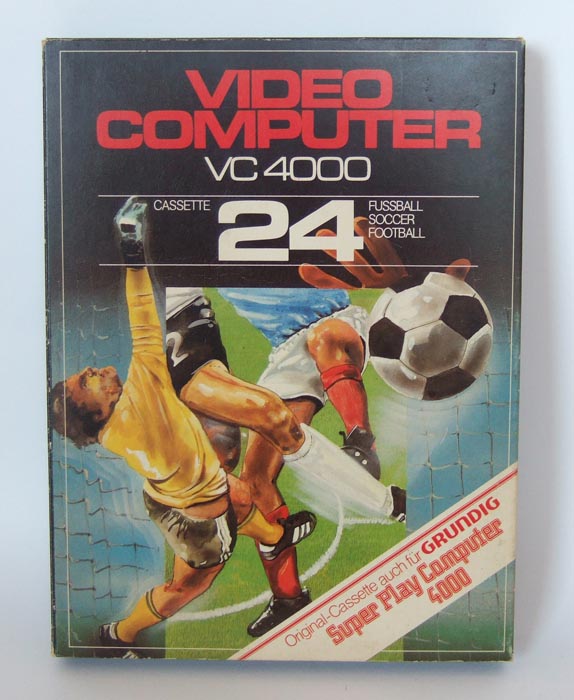 VIDEO
COMPUTER
VC 4000
CASSETTE
24
FUSSBALL
SOCCER
FOOTBALL
2
Original-Cassette auch für GRUNDIG
Super Play Computer
4000